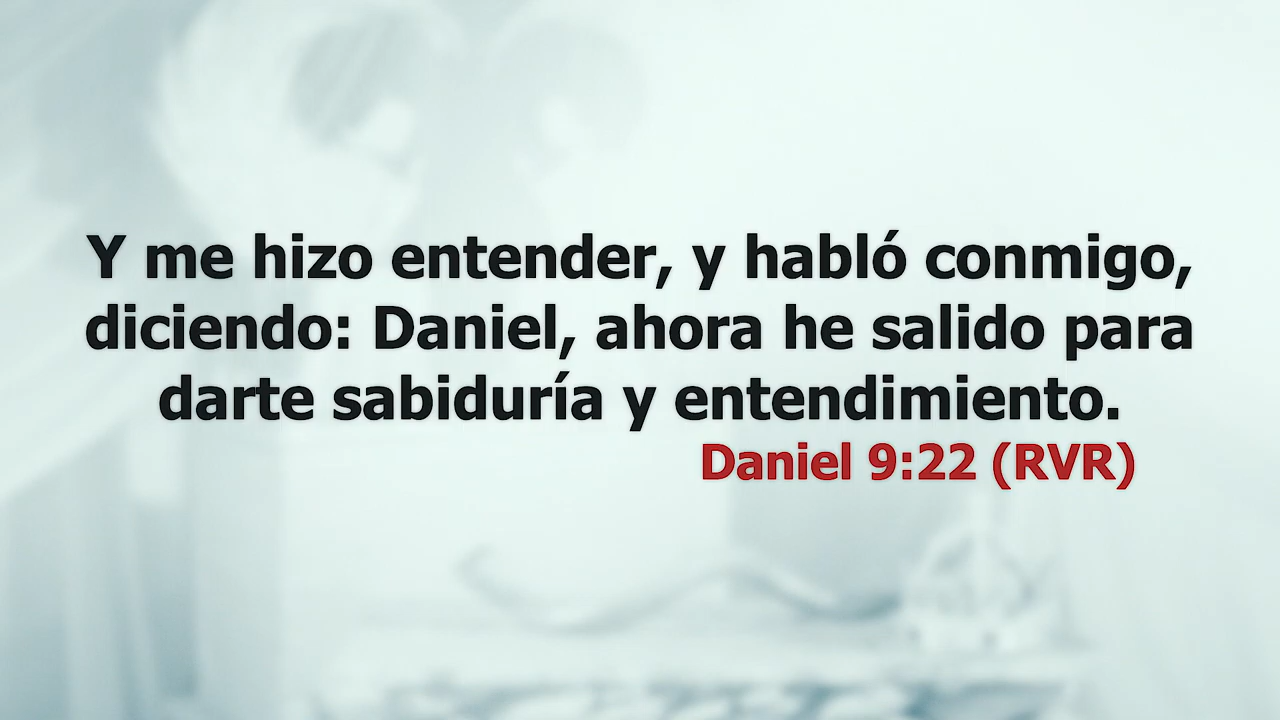 Y me hizo entender, y habló conmigo,
diciendo: Daniel, ahora he salido para
darte sabiduría y entendimiento.
Daniel 9:22 (RVR)